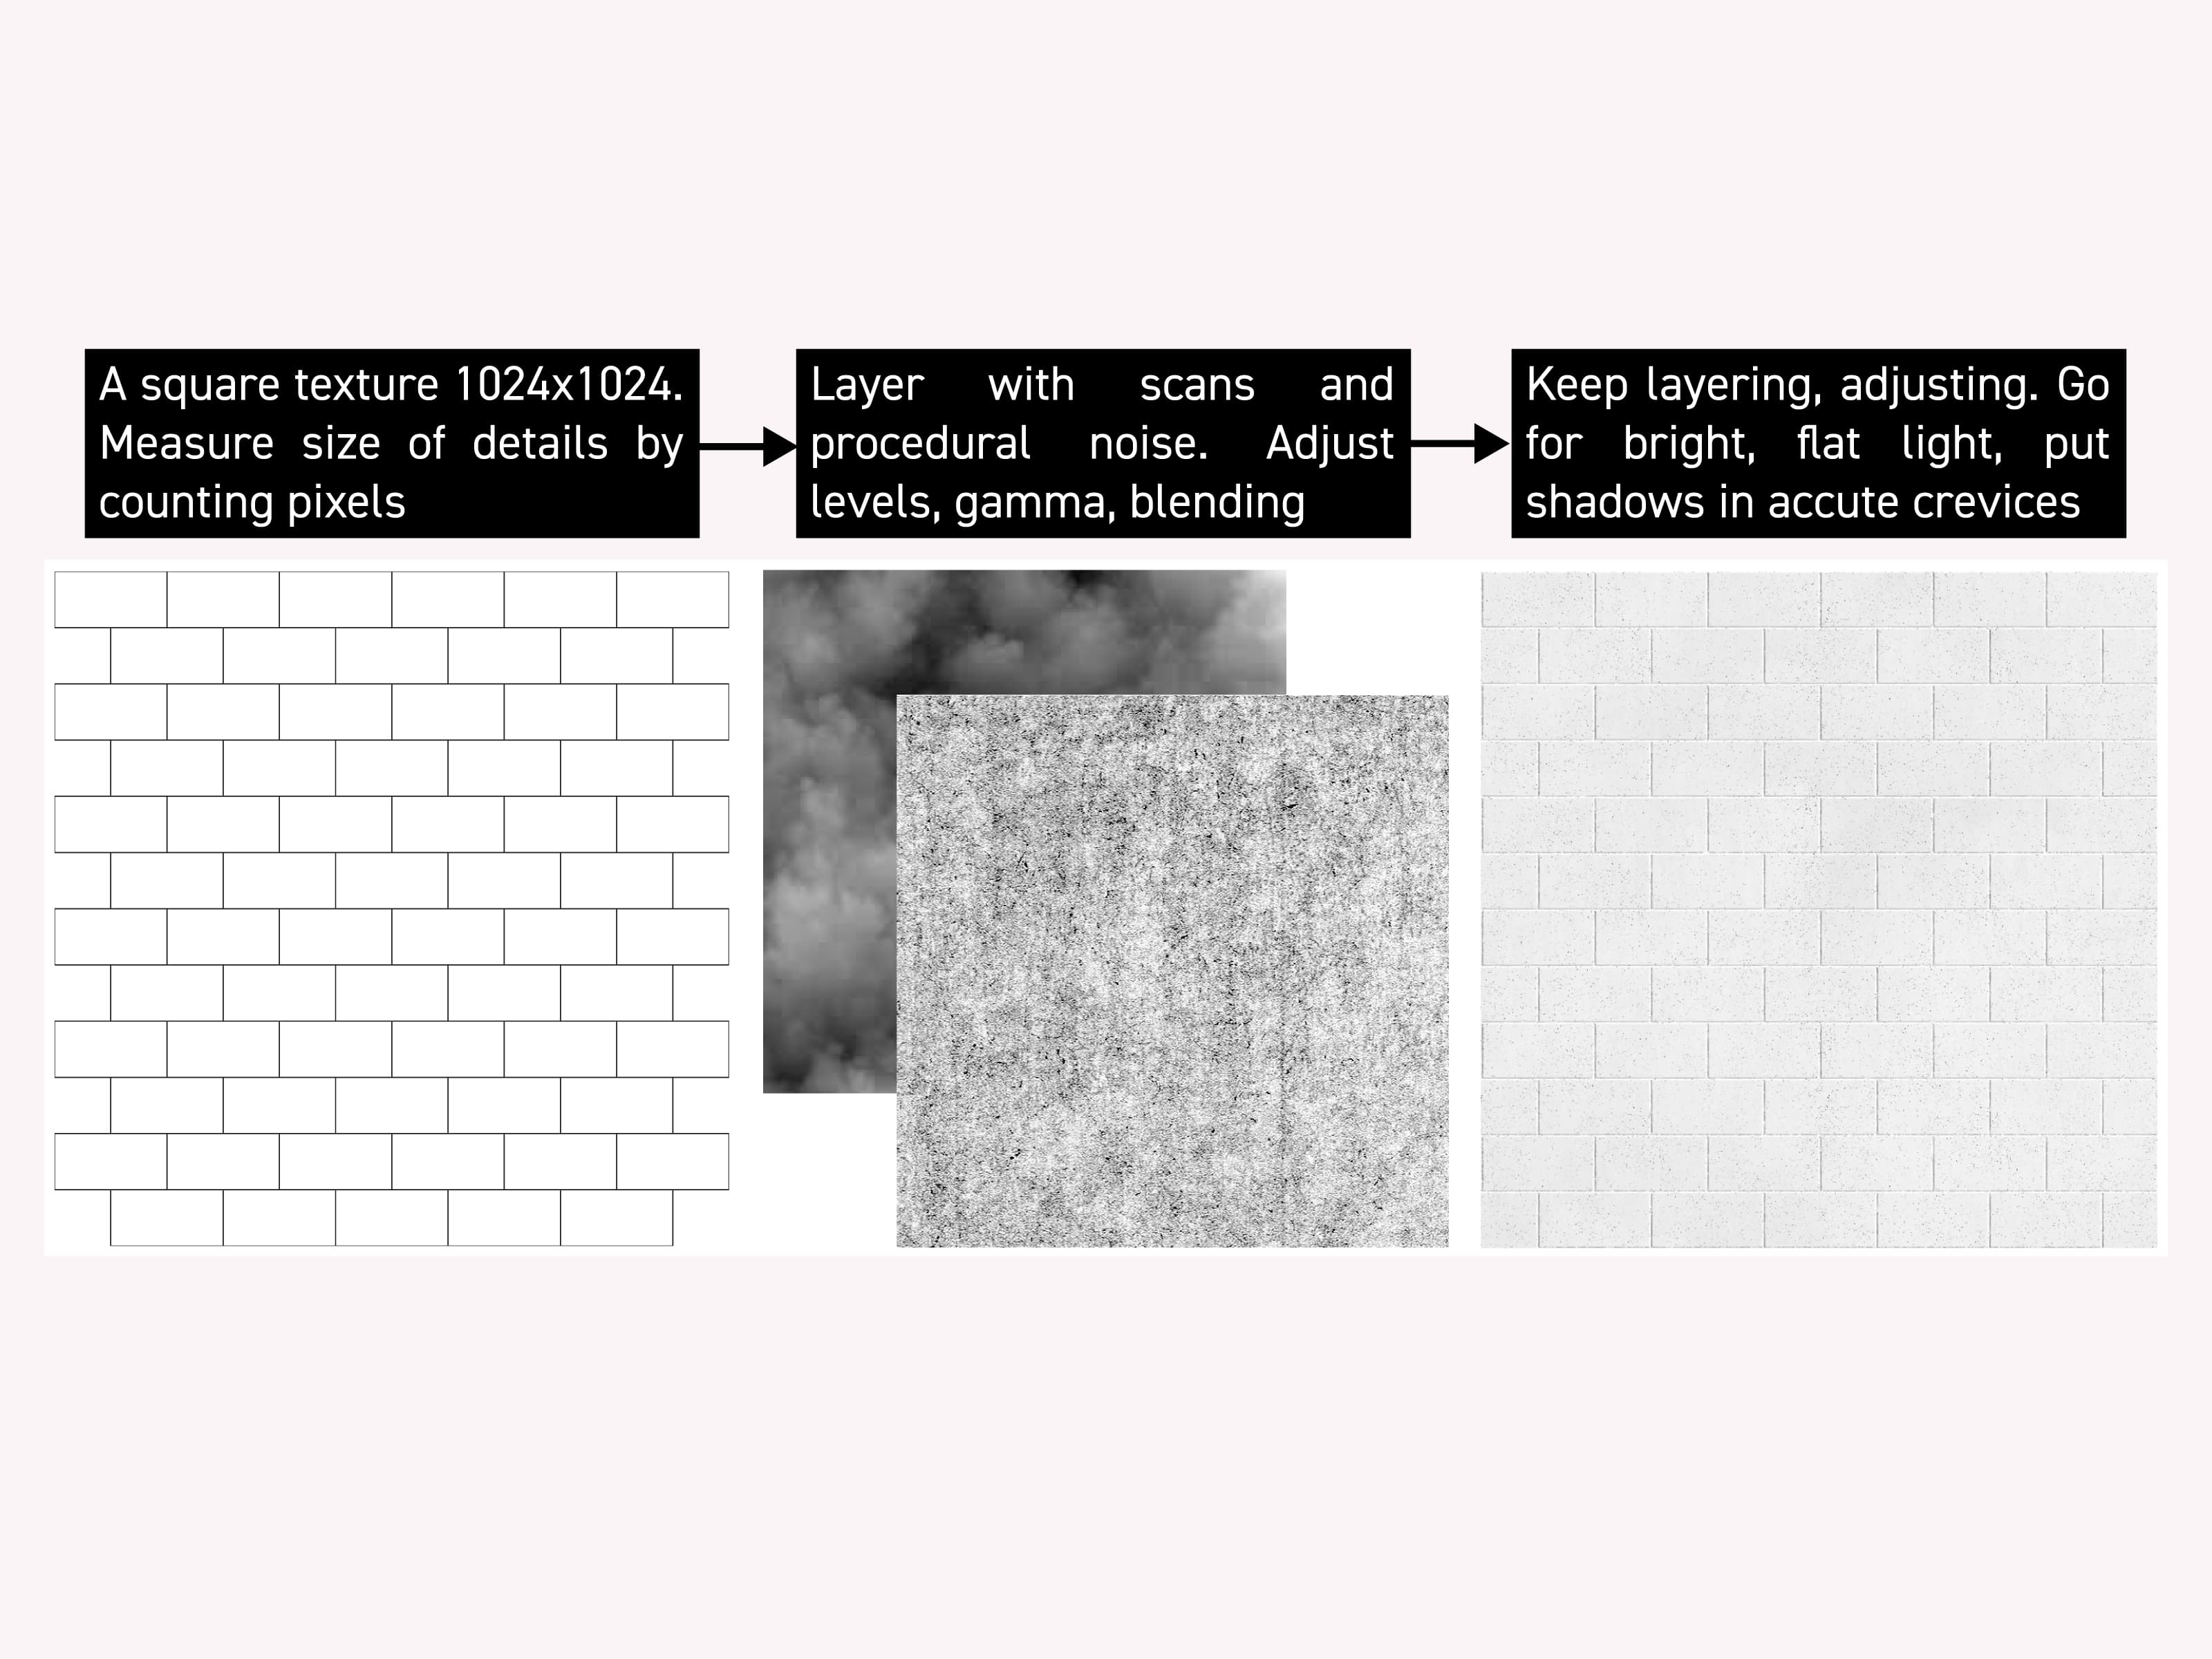 A square texture 1024x1024.
Measure size of details by
counting pixels
Layer with scans and
procedural noise. Adjust
levels, gamma, blending
Keep layering, adjusting. Go
for bright, flat light, put
shadows in accute crevices